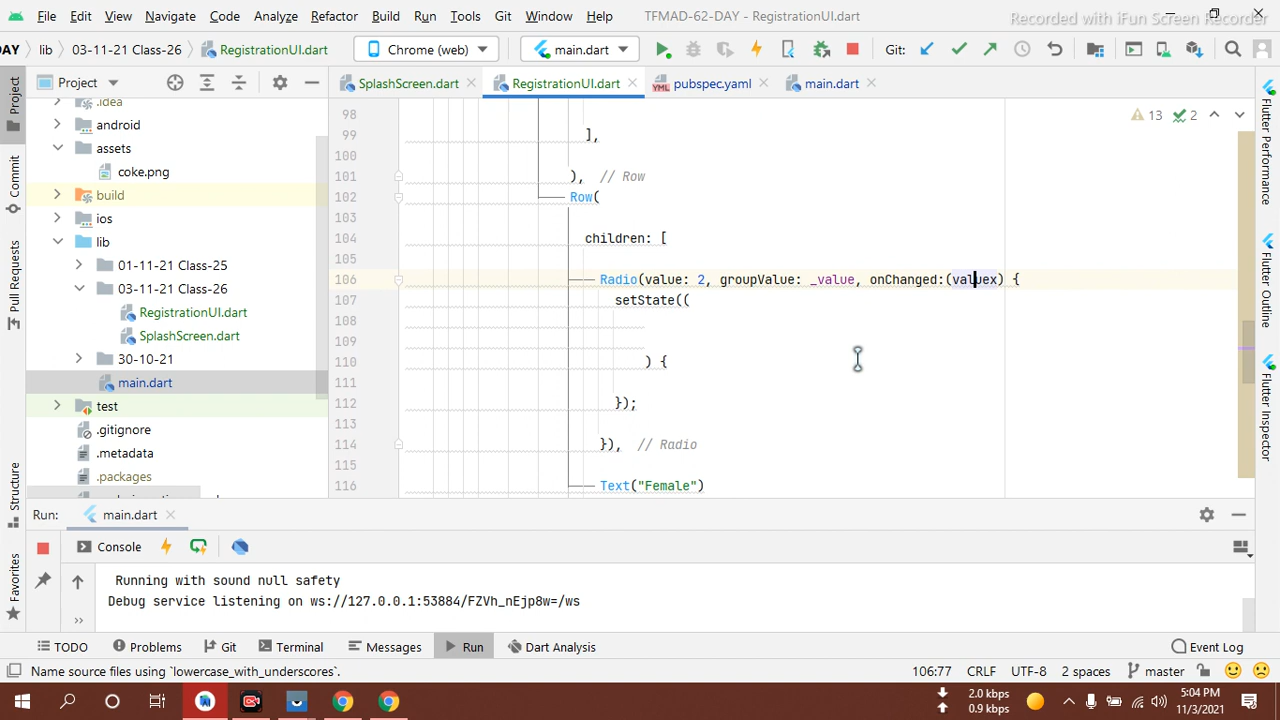 File Edit View Navigate Code Analyze Refactor Build Run Tools Git Window Help TFMAD-62-DAY - RegistrationUI.dart
Recorded with iFun Screen Recorder
DAY lib 03-11-21 Class-26 RegistrationUI.dart Chrome (web) main.dart Git:
Project SplashScreen.dart RegistrationUI.dart pubspec.yaml main.dart
.idea
android
assets
coke.png
build
ios
lib
01-11-21 Class-25
03-11-21 Class-26
RegistrationUI.dart
SplashScreen.dart
30-10-21
main.dart
test
.gitignore
.metadata
.packages
Project
Commit
Pull Requests
Structure
Favorites
13 2
98
99 ],
100
101 ), // Row
102 Row(
103
104 children: [
105
106 Radio(value: 2, groupValue: _value, onChanged:(valuex) {
107 setState((
108
109
110 ) {
111
112 });
113
114 }), // Radio
115
116 Text("Female")
Flutter Performance
Flutter Outline
Flutter Inspector
Run: main.dart
Console
Running with sound null safety
Debug service listening on ws://127.0.0.1:53884/FZVh_nEjp8w=/ws
TODO Problems Git Terminal Messages Run Dart Analysis Event Log
Name source files using `lowercase_with_underscores`. 106:77 CRLF UTF-8 2 spaces master
2.0 kbps
0.9 kbps
5:04 PM
11/3/2021